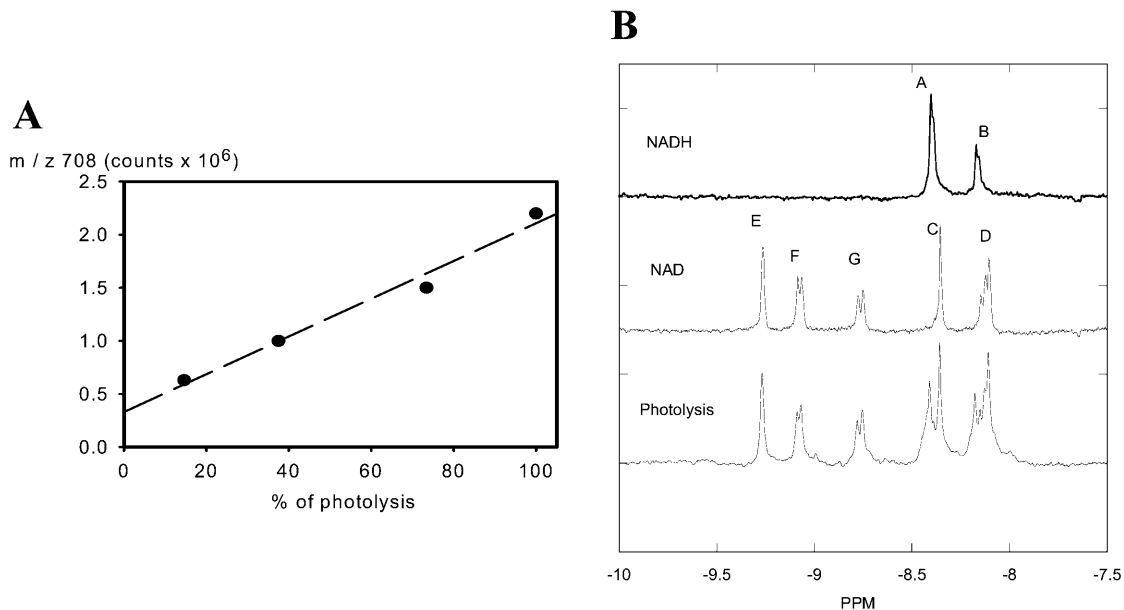 A
m / z 708 (counts x 10⁶)
2.5
2.0
1.5
1.0
0.5
0.0
0 20 40 60 80 100
% of photolysis
B
A
B
NADH
E
F
G
C
D
NAD
Photolysis
-10 -9.5 -9 -8.5 -8 -7.5
PPM